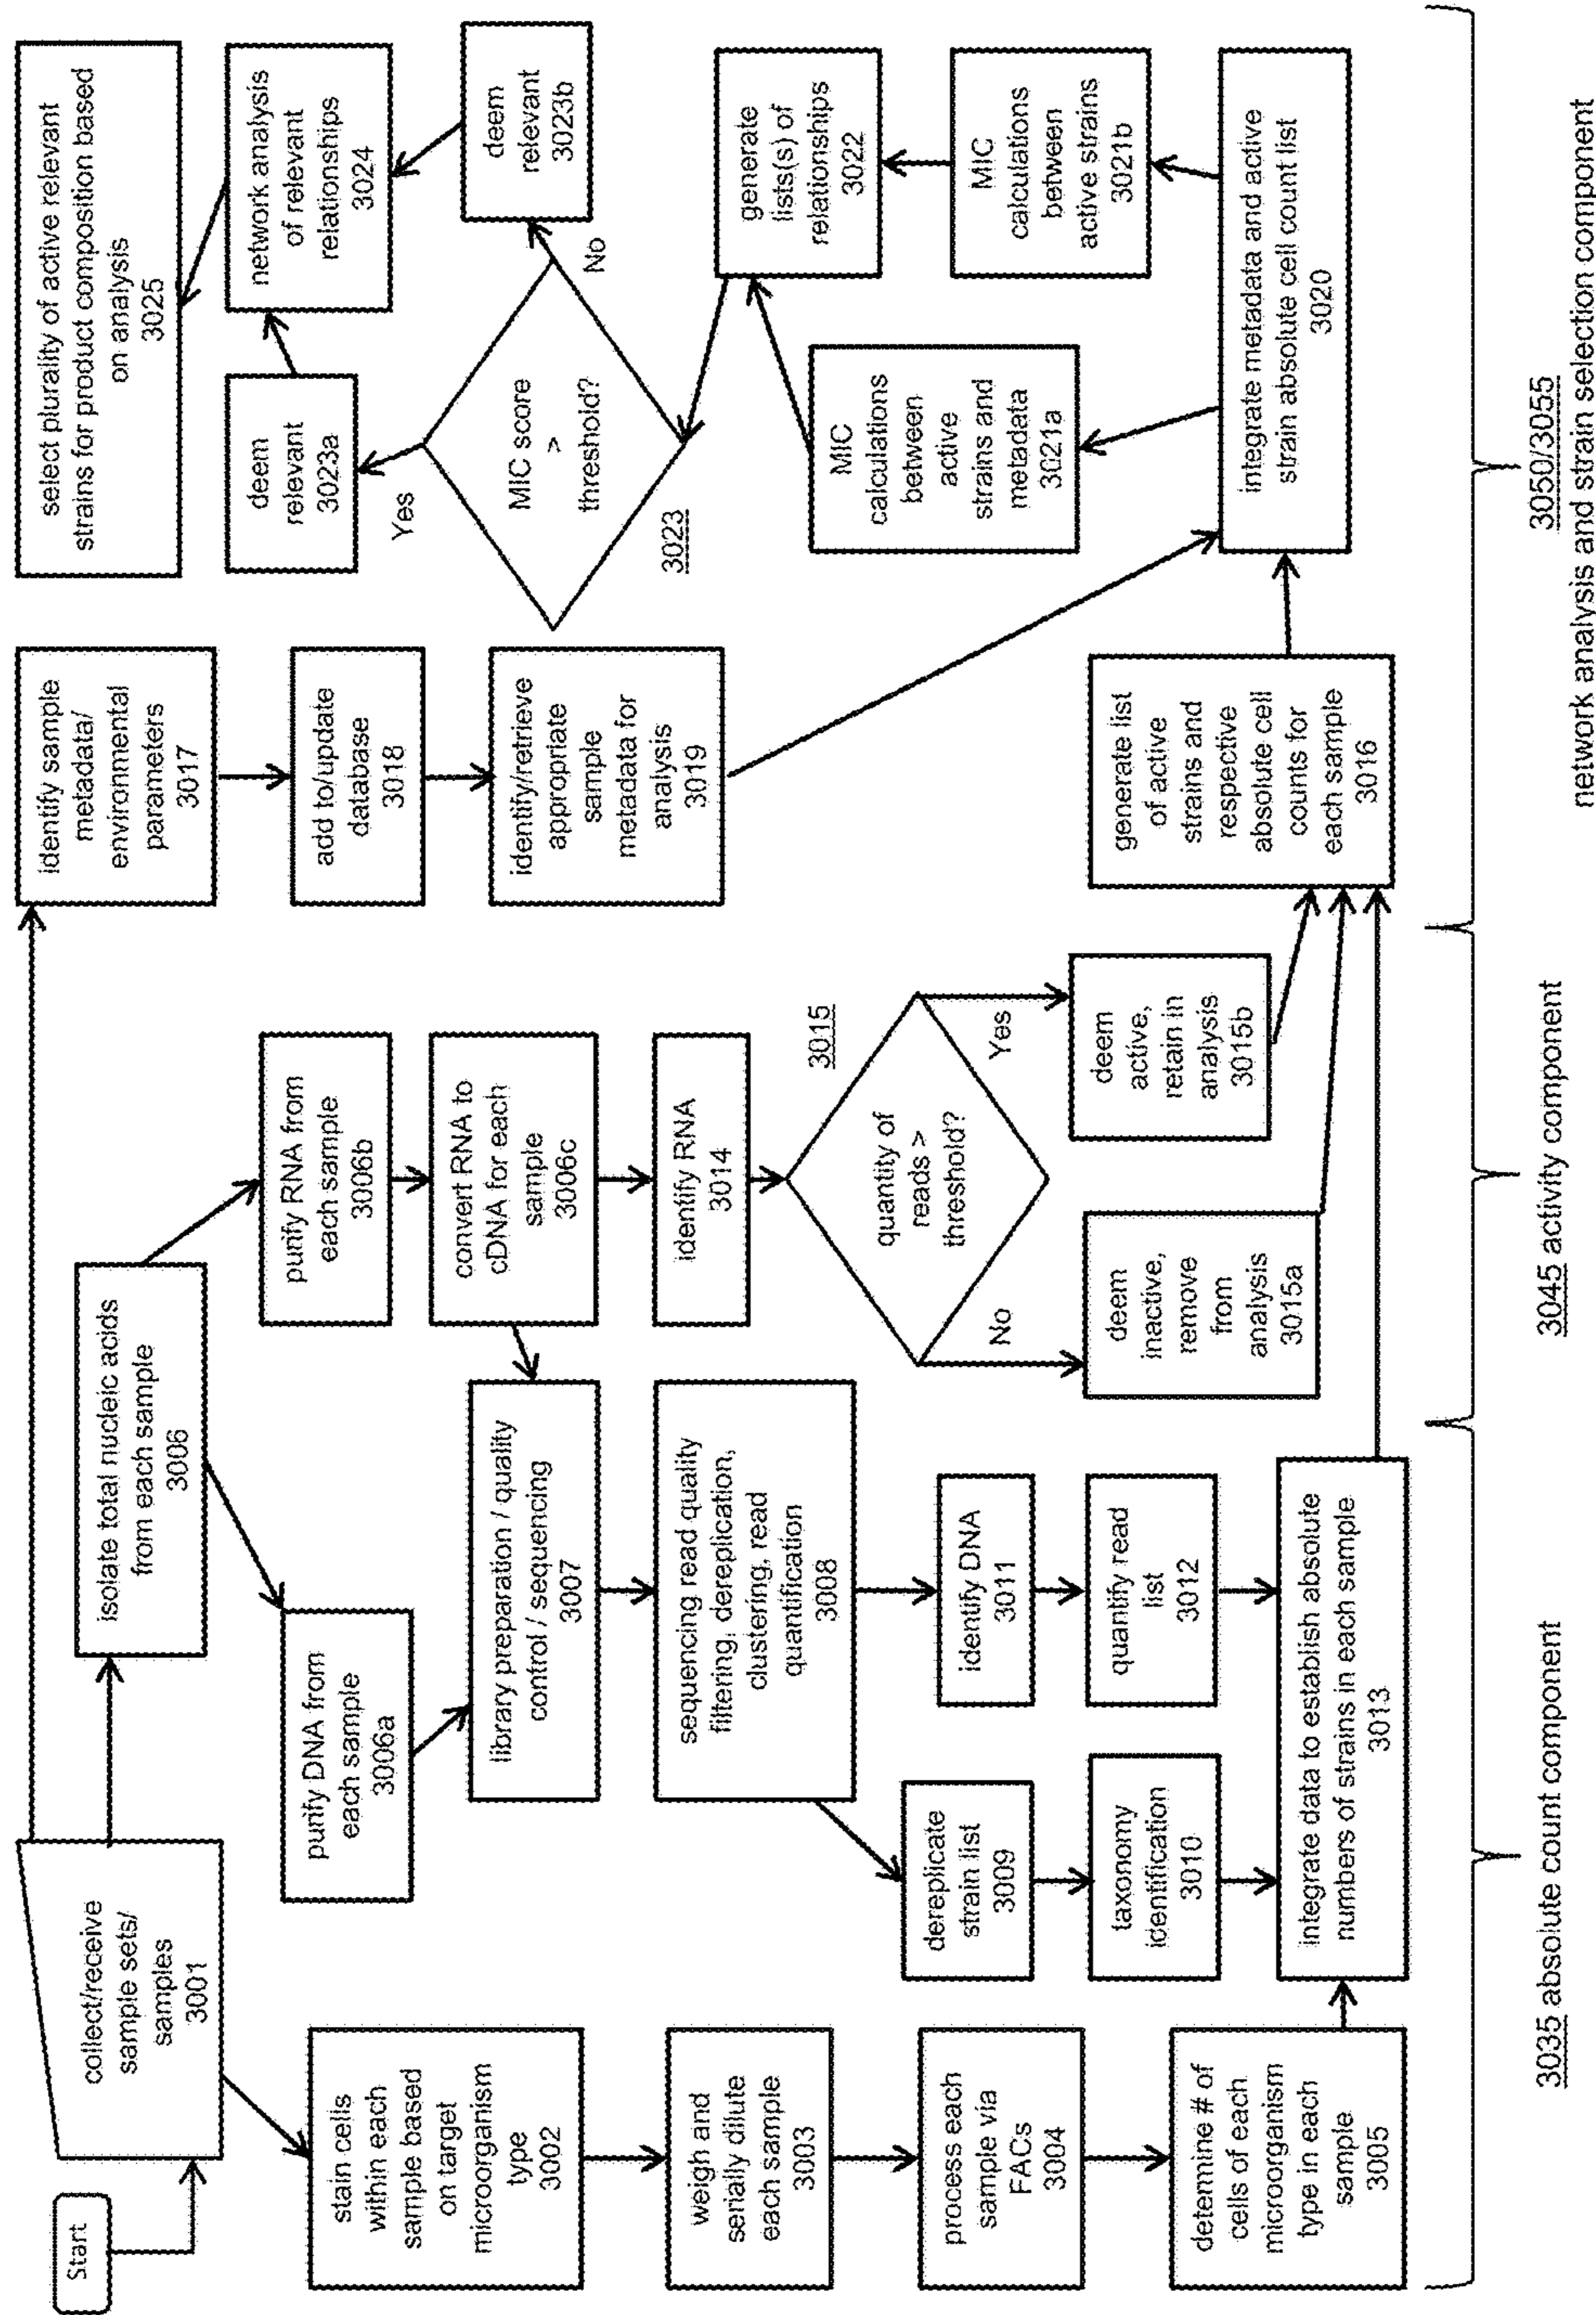 Start
collect/receive
sample sets/
samples
3001
stain cells
within each
sample based
on target
microorganism
type
3002
weigh and
serially dilute
each sample
3003
process each
sample via
FACs
3004
determine # of
cells of each
microorganism
type in each
sample
3005
isolate total nucleic acids
from each sample
3006
purify DNA from
each sample
3006a
purify RNA from
each sample
3006b
convert RNA to
cDNA for each
sample
3006c
library preparation / quality
control / sequencing
3007
sequencing read quality
filtering, dereplication,
clustering, read
quantification
3008
dereplicate
strain list
3009
taxonomy
identification
3010
identify DNA
3011
quantify read
list
3012
integrate data to establish absolute
numbers of strains in each sample
3013
identify RNA
3014
3015
quantity of
reads >
threshold?
No
Yes
deem
inactive,
remove
from
analysis
3015a
deem
active,
retain in
analysis
3015b
generate list
of active
strains and
respective
absolute cell
counts for
each sample
3016
identify sample
metadata/
environmental
parameters
3017
add to/update
database
3018
identify/retrieve
appropriate
sample
metadata for
analysis
3019
integrate metadata and active
strain absolute cell count list
3020
MIC
calculations
between
active
strains and
metadata
3021a
MIC
calculations
between
active strains
3021b
generate
lists(s) of
relationships
3022
3023
MIC score
>
threshold?
Yes
No
deem
relevant
3023a
deem
relevant
3023b
network analysis
of relevant
relationships
3024
select plurality of active relevant
strains for product composition based
on analysis
3025
3035 absolute count component
3045 activity component
3050/3055
network analysis and strain selection component